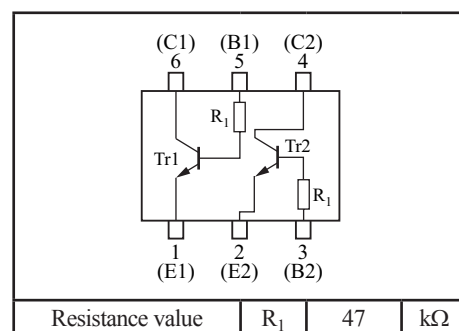 (C1) (B1) (C2)
6 5 4
R1
Tr1 Tr2
R1
1 2 3
(E1) (E2) (B2)
Resistance value R1 47 kΩ